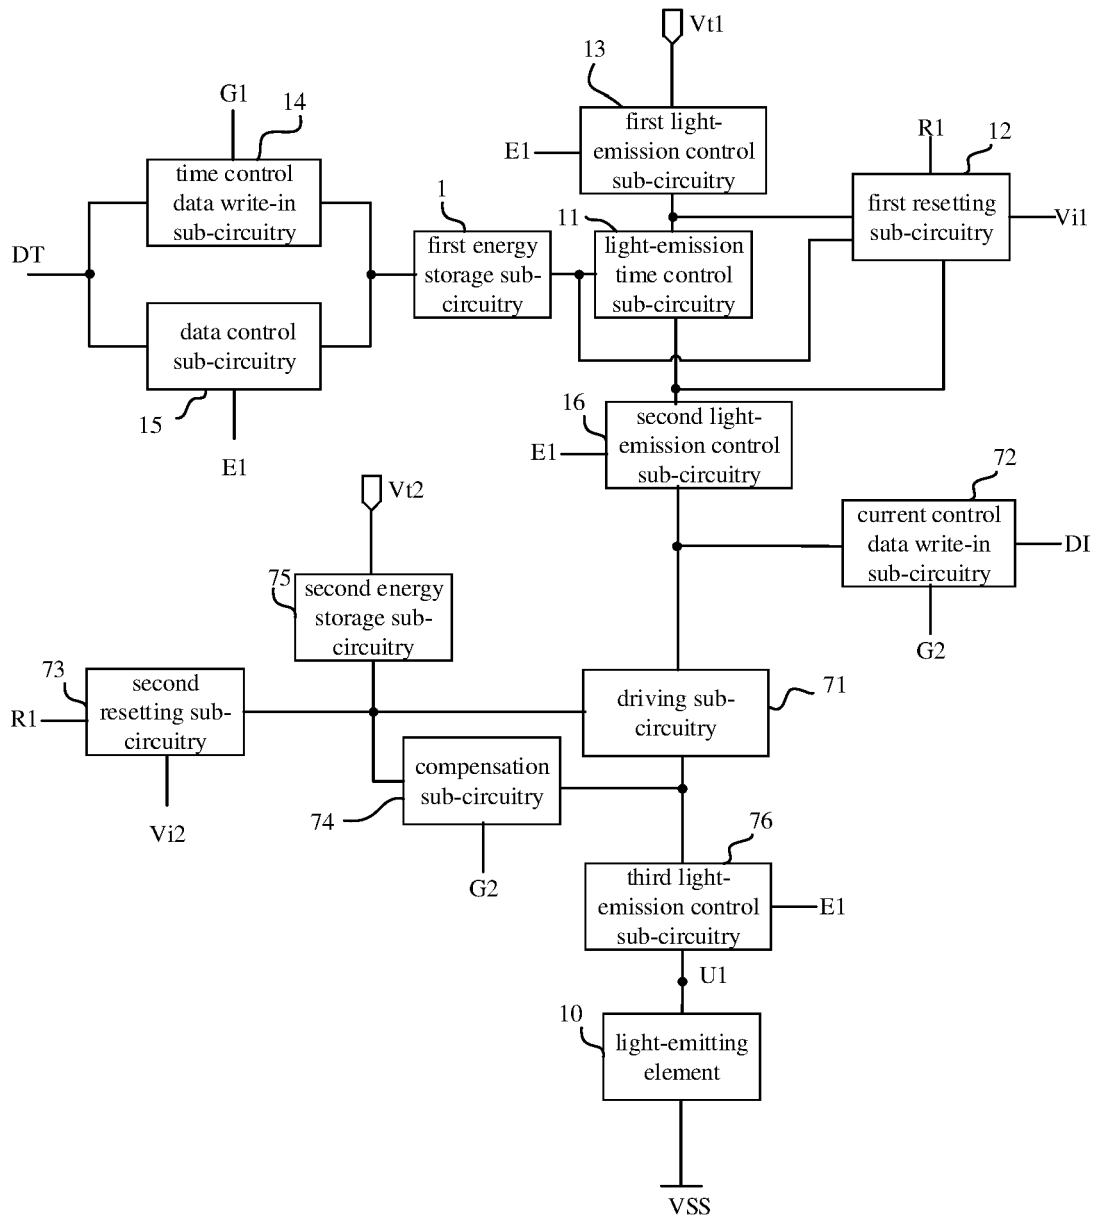 Vt1
13
G1
14
first light-
emission control
sub-circuitry
E1
R1
12
time control
data write-in
sub-circuitry
1
11
first resetting
sub-circuitry
Vi1
DT
first energy
storage sub-
circuitry
light-emission
time control
sub-circuitry
data control
sub-circuitry
15
E1
16
second light-
emission control
sub-circuitry
E1
72
Vt2
current control
data write-in
sub-circuitry
DI
G2
75
second energy
storage sub-
circuitry
73
second
resetting sub-
circuitry
R1
Vi2
driving sub-
circuitry
71
compensation
sub-circuitry
74
G2
76
third light-
emission control
sub-circuitry
E1
U1
10
light-emitting
element
VSS